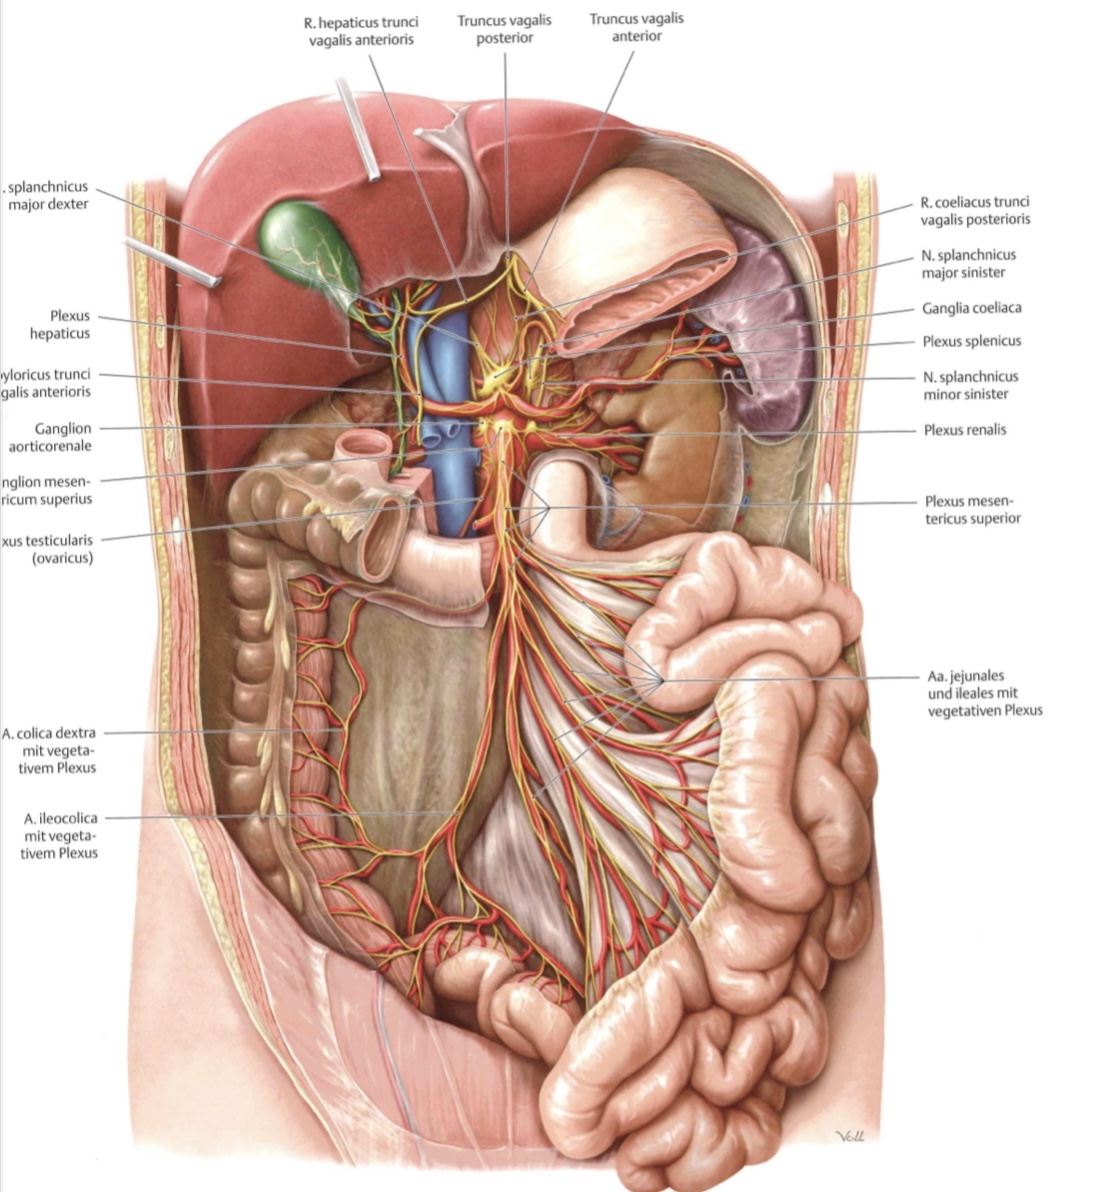 R. hepaticus trunci
vagalis anterioris
Truncus vagalis
posterior
Truncus vagalis
anterior
. splanchnicus
major dexter
Plexus
hepaticus
yloricus trunci
galis anterioris
Ganglion
aorticorenale
nglion mesen-
ricum superius
xus testicularis
(ovaricus)
A. colica dextra
mit vegeta-
tivem Plexus
A. ileocolica
mit vegeta-
tivem Plexus
R. coeliacus trunci
vagalis posterioris
N. splanchnicus
major sinister
Ganglia coeliaca
Plexus splenicus
N. splanchnicus
minor sinister
Plexus renalis
Plexus mesen-
tericus superior
Aa. jejunales
und ileales mit
vegetativen Plexus
Voll